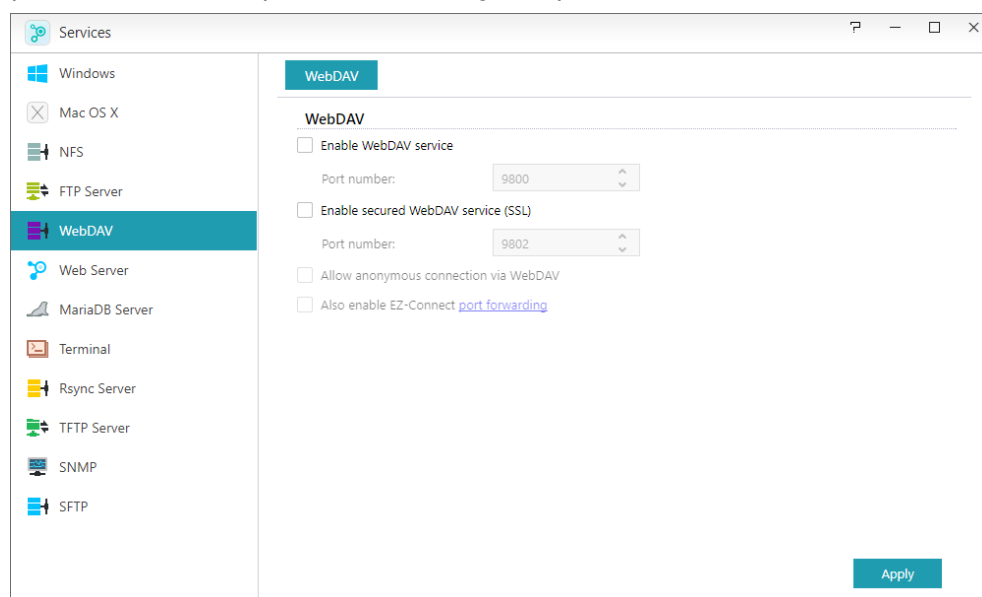 Services
Windows
WebDAV
Mac OS X
WebDAV
Enable WebDAV service
NFS
Port number: 9800
FTP Server
Enable secured WebDAV service (SSL)
WebDAV
Port number: 9802
Web Server
Allow anonymous connection via WebDAV
Also enable EZ-Connect port forwarding
MariaDB Server
Terminal
Rsync Server
TFTP Server
SNMP
SFTP
Apply